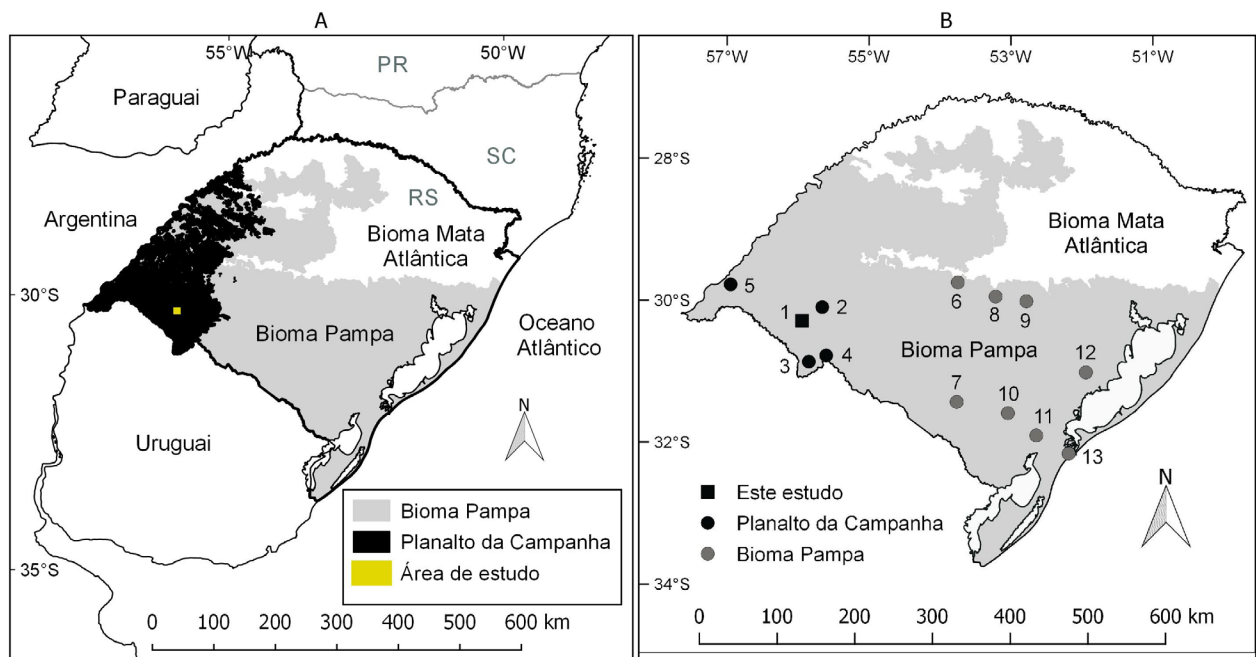 A
55°W
50°W
PR
Paraguai
SC
Argentina
RS
Bioma Mata
Atlântica
30°S
Bioma Pampa
Oceano
Atlântico
N
Uruguai
Bioma Pampa
Planalto da Campanha
Área de estudo
35°S
0 100 200 300 400 500 600 km
B
57°W 55°W 53°W 51°W
28°S
Bioma Mata
Atlântica
5
6
30°S
2
8
9
1
Bioma Pampa
4
3
12
7
10
11
32°S
13
N
Este estudo
Planalto da Campanha
Bioma Pampa
34°S
0 100 200 300 400 500 600 km